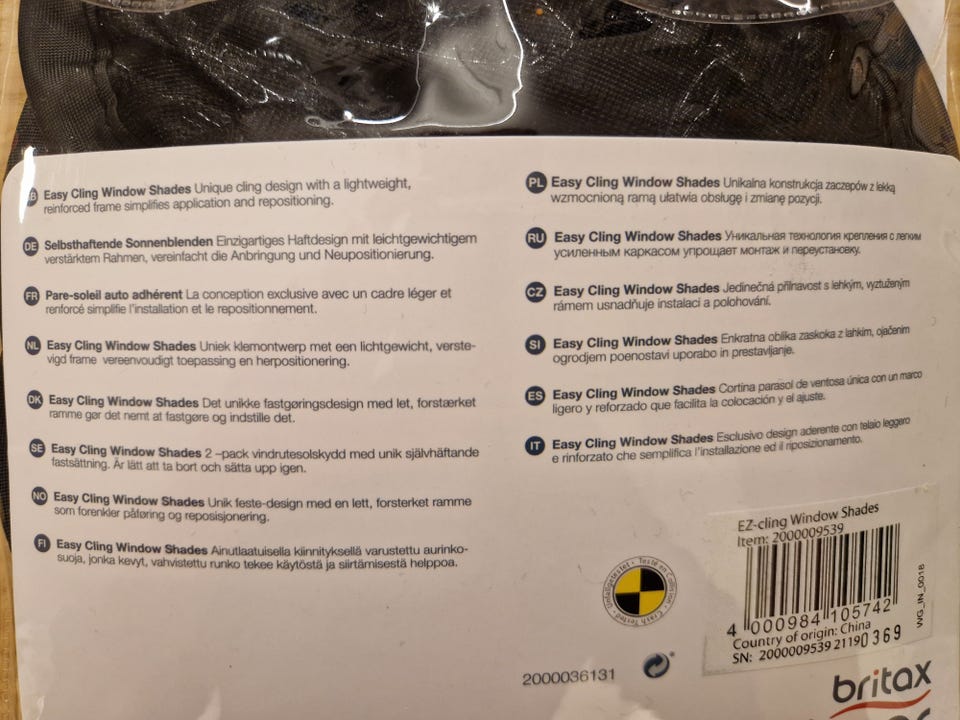 B Easy Cling Window Shades Unique cling design with a lightweight,
reinforced frame simplifies application and repositioning.
DE Selbsthaftende Sonnenblenden Einzigartiges Haftdesign mit leichtgewichtigem
verstärktem Rahmen, vereinfacht die Anbringung und Neupositionierung.
FR Pare-soleil auto adhérent La conception exclusive avec un cadre léger et
renforcé simplifie l'installation et le repositionnement.
NL Easy Cling Window Shades Uniek klemontwerp met een lichtgewicht, verste-
vigd frame vereenvoudigt toepassing en herpositionering.
DK Easy Cling Window Shades Det unikke fastgøringsdesign med let, forstærket
ramme gør det nemt at fastgøre og indstille det.
SE Easy Cling Window Shades 2 –pack vindrutesolskydd med unik självhäftande
fastsättning. Är lätt att ta bort och sätta upp igen.
NO Easy Cling Window Shades Unik feste-design med en lett, forsterket ramme
som forenkler påføring og reposisjonering.
FI Easy Cling Window Shades Ainutlaatuisella kiinnityksellä varustettu aurinko-
suoja, jonka kevyt, vahvistettu runko tekee käytöstä ja siirtämisestä helppoa.
PL Easy Cling Window Shades Unikalna konstrukcja zaczepów z lekką
wzmocnioną ramą ułatwia obsługę i zmianę pozycji.
RU Easy Cling Window Shades Уникальная технология крепления с легким
усиленным каркасом упрощает монтаж и переустановку.
CZ Easy Cling Window Shades Jedinečná přilnavost s lehkým, vyztuženým
rámem usnadňuje instalaci a polohování.
SI Easy Cling Window Shades Enkratna oblika zaskoka z lahkim, ojačenim
ogrodjem poenostavi uporabo in prestavljanje.
ES Easy Cling Window Shades Cortina parasol de ventosa única con un marco
ligero y reforzado que facilita la colocación y el ajuste.
IT Easy Cling Window Shades Esclusivo design aderente con telaio leggero
e rinforzato che semplifica l'installazione ed il riposizionamento.
Unfallgetestet · Testé en Collision · Crash Tested
EZ-cling Window Shades
Item: 2000009539
4 000984 105742
WG_IN_0018
Country of origin: China
SN: 2000009539 21190369
2000036131
britax